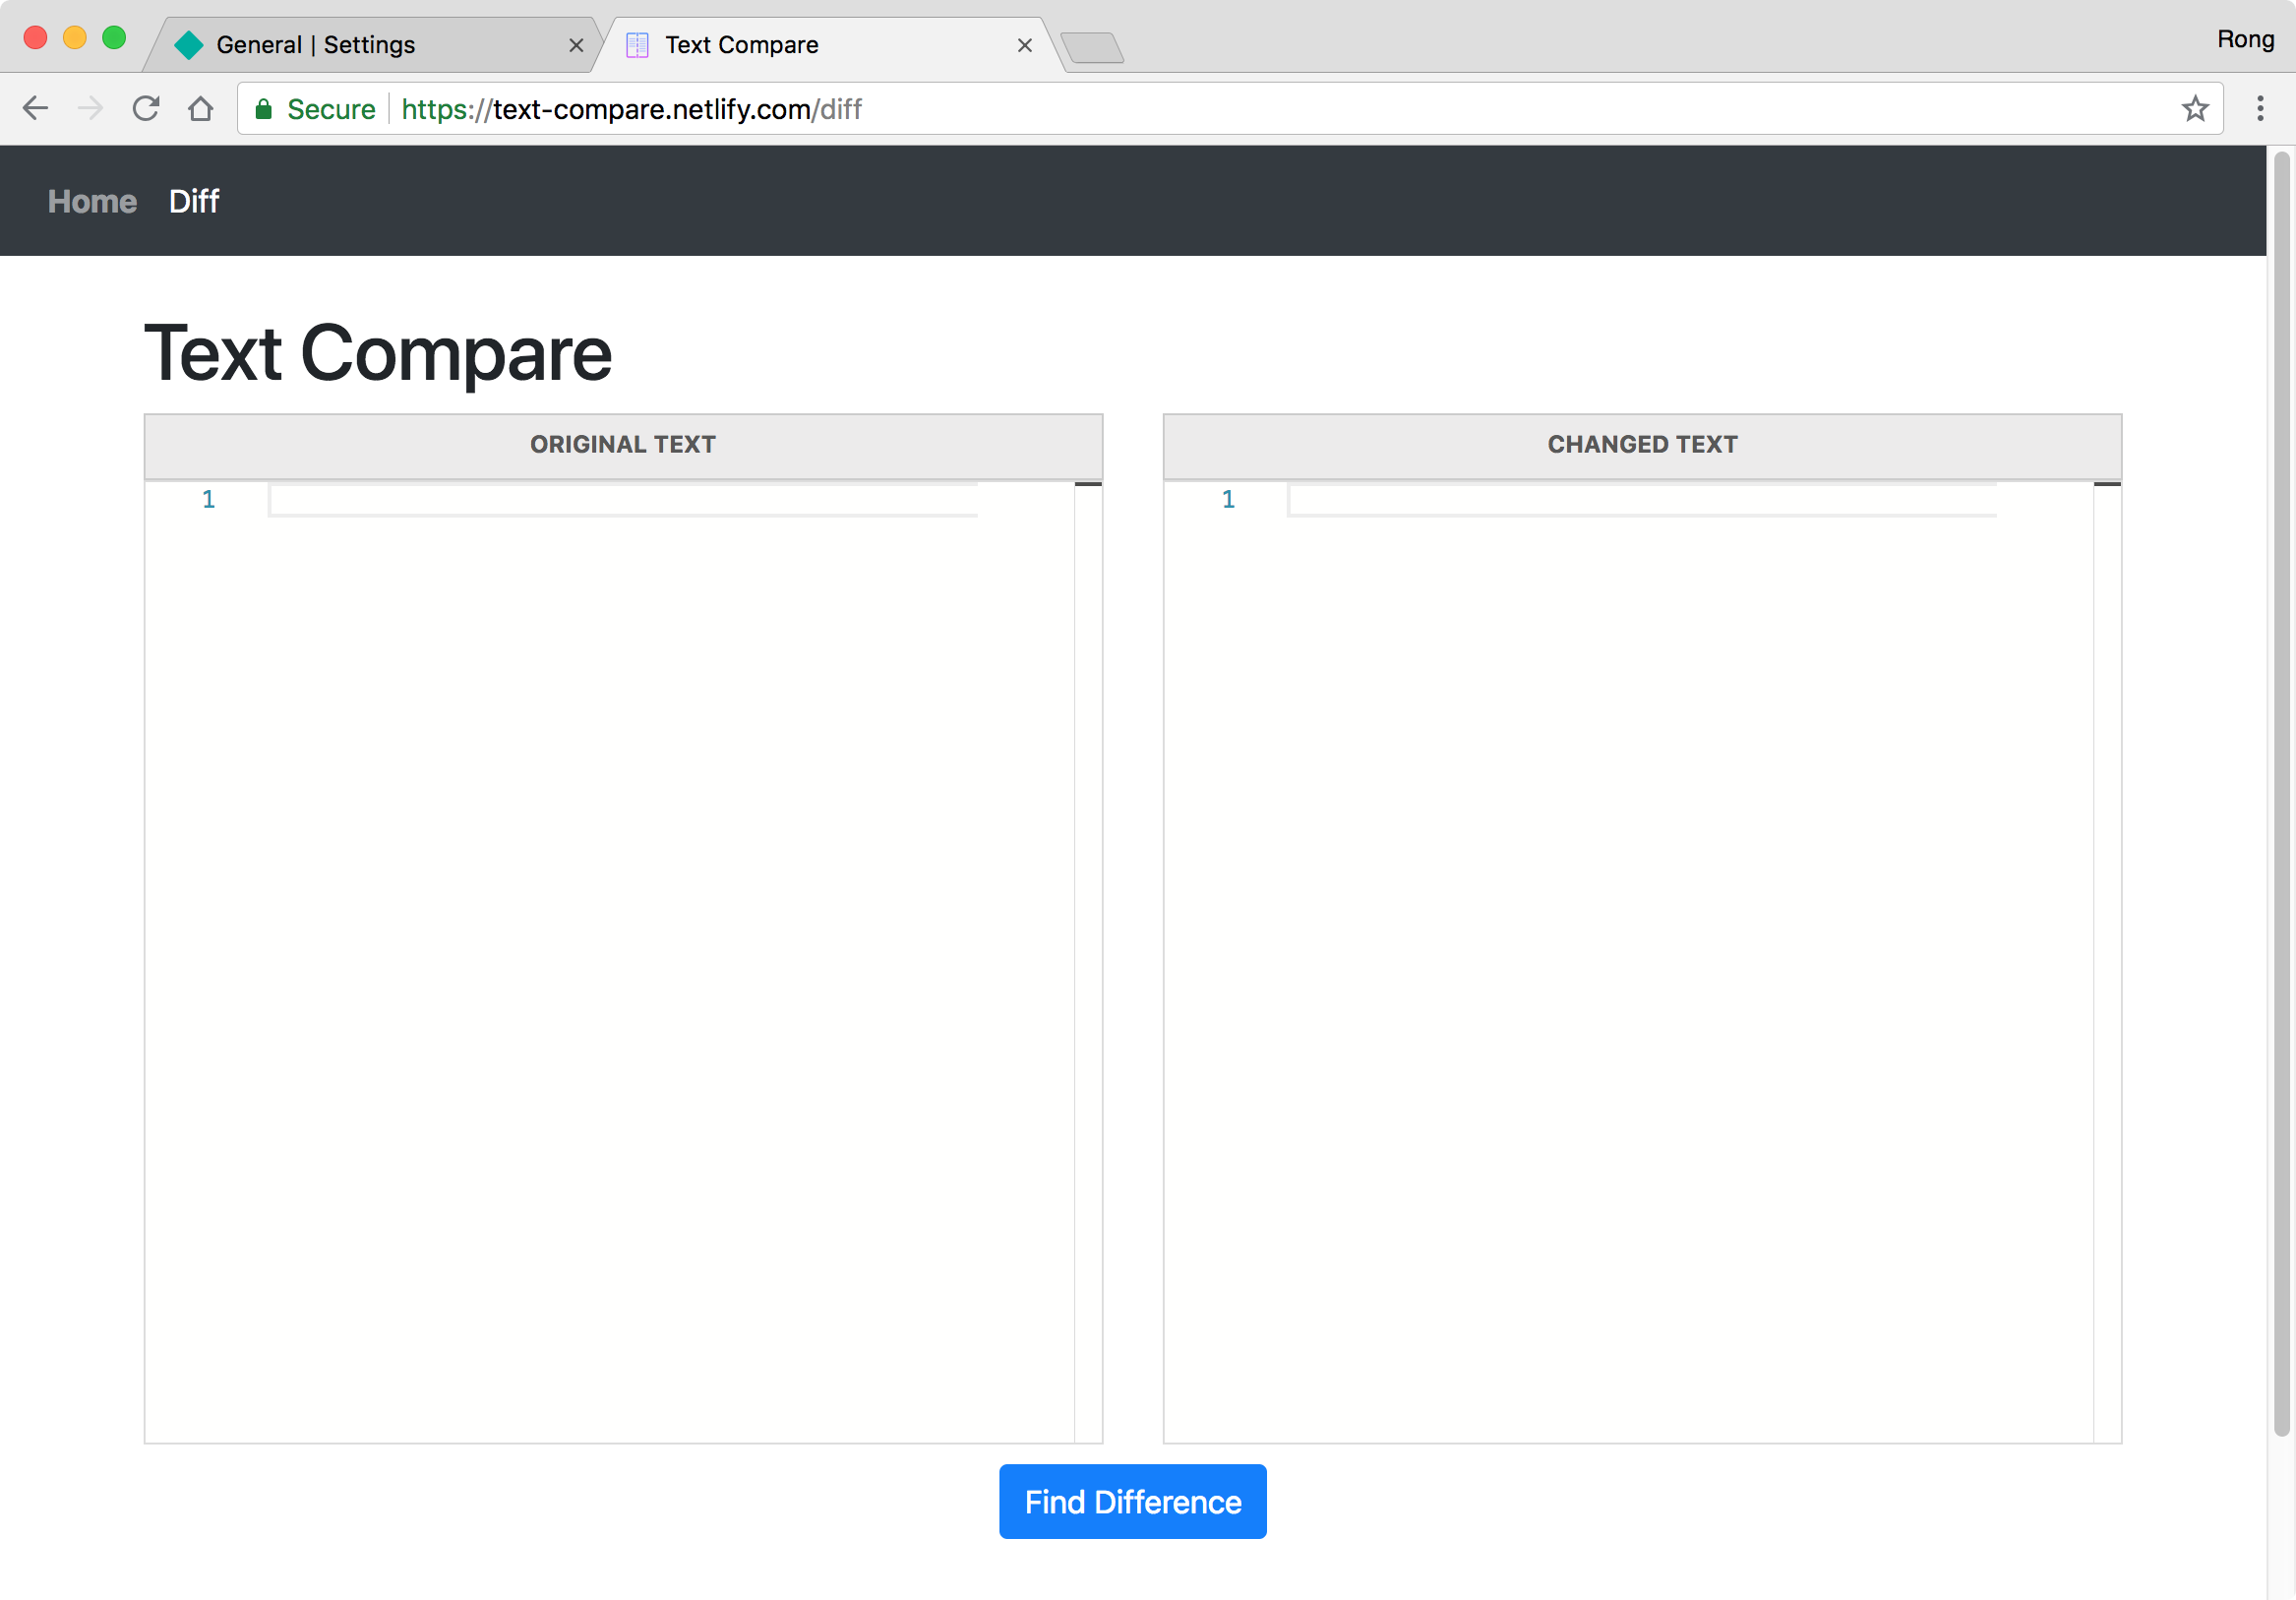 General | Settings
Text Compare
Rong
Secure
https://text-compare.netlify.com/diff
Home
Diff
Text Compare
ORIGINAL TEXT
CHANGED TEXT
1
1
Find Difference